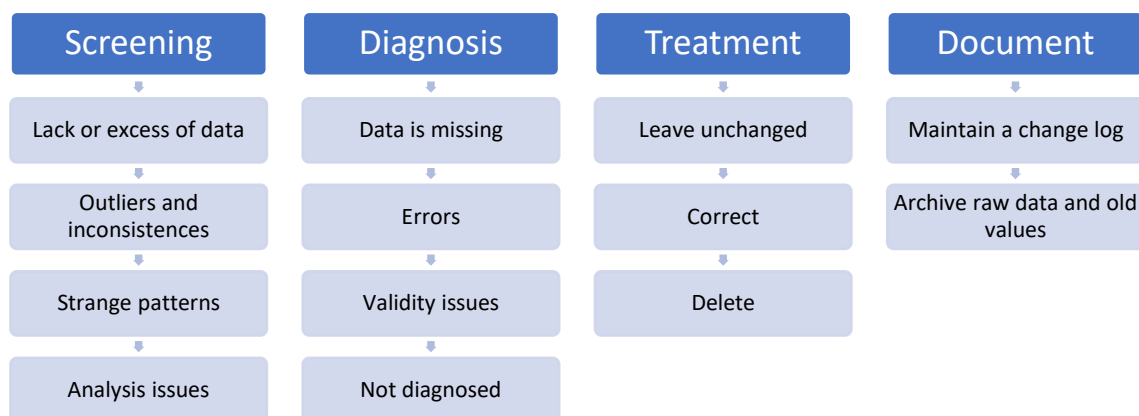 Screening
Lack or excess of data
Outliers and
inconsistences
Strange patterns
Analysis issues
Diagnosis
Data is missing
Errors
Validity issues
Not diagnosed
Treatment
Leave unchanged
Correct
Delete
Document
Maintain a change log
Archive raw data and old
values